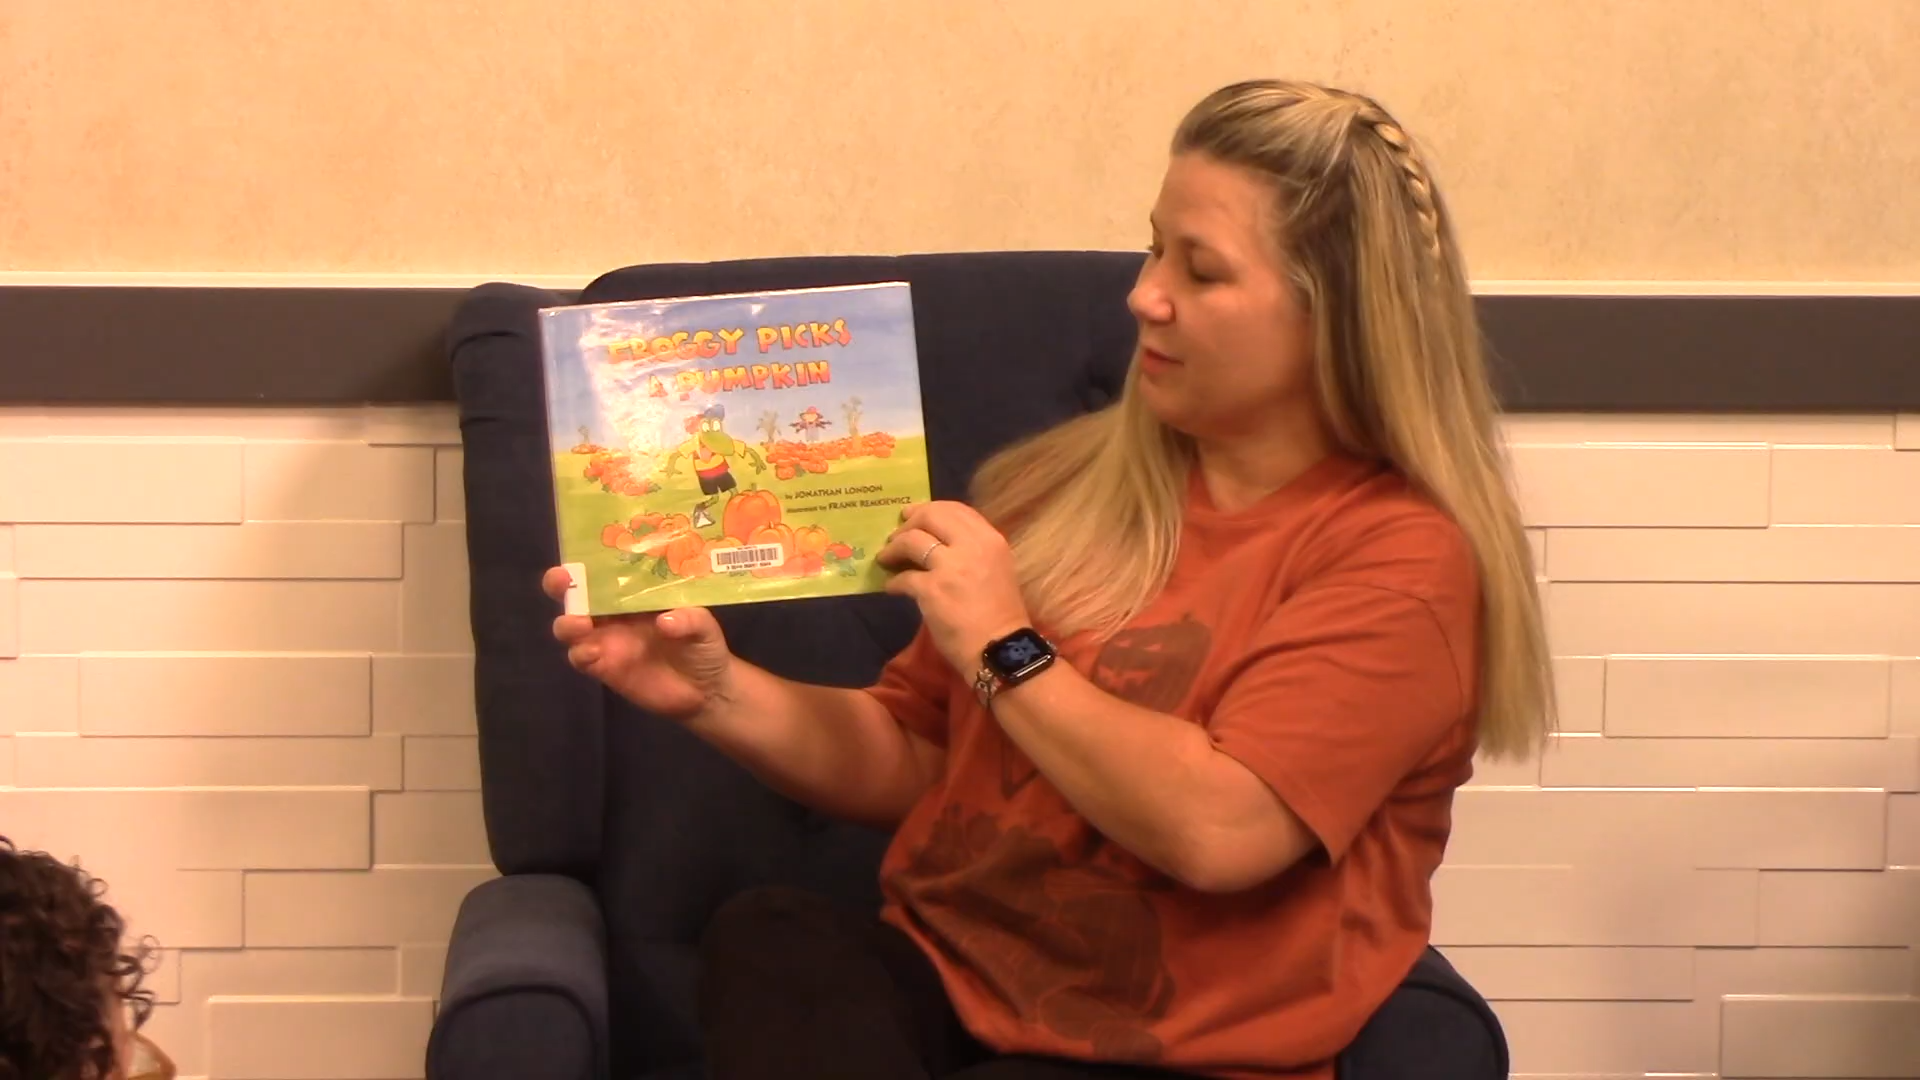 FROGGY PICKS
A PUMPKIN
by JONATHAN LONDON
illustrated by FRANK REMKIEWICZ